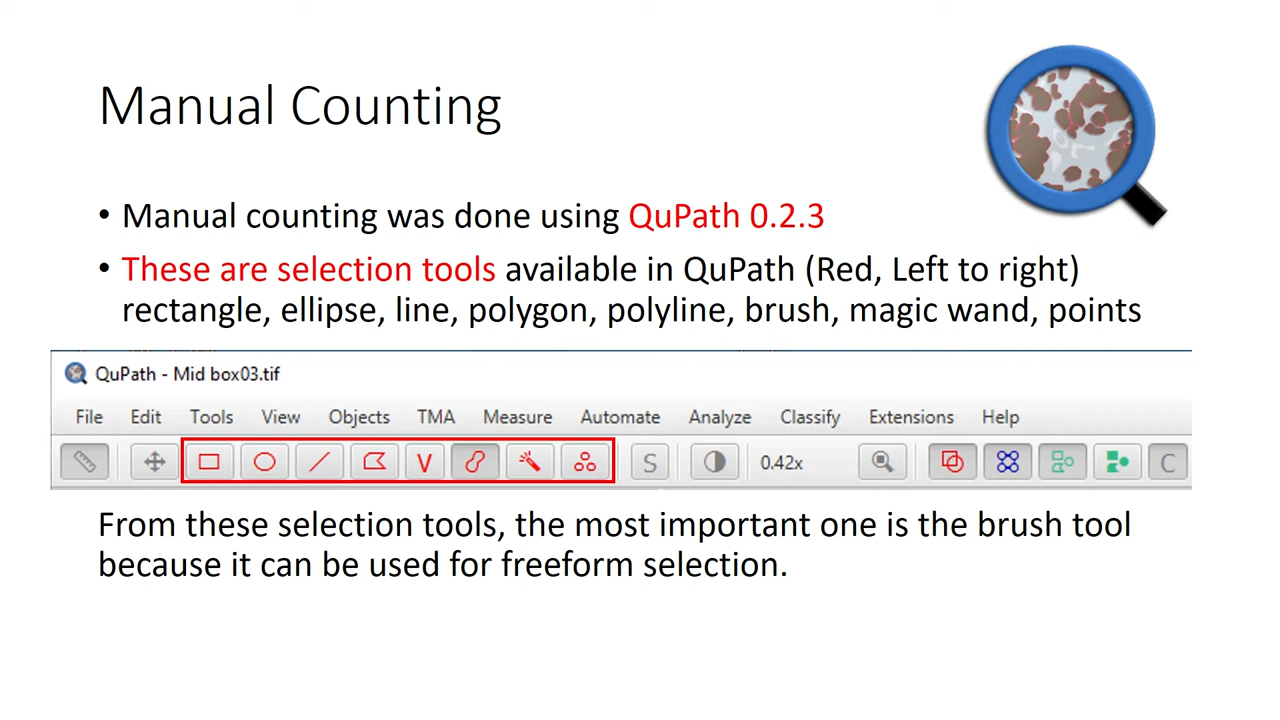 Manual Counting
• Manual counting was done using QuPath 0.2.3
• These are selection tools available in QuPath (Red, Left to right)
rectangle, ellipse, line, polygon, polyline, brush, magic wand, points
QuPath - Mid box03.tif
File Edit Tools View Objects TMA Measure Automate Analyze Classify Extensions Help
V S 0.42x C
From these selection tools, the most important one is the brush tool
because it can be used for freeform selection.